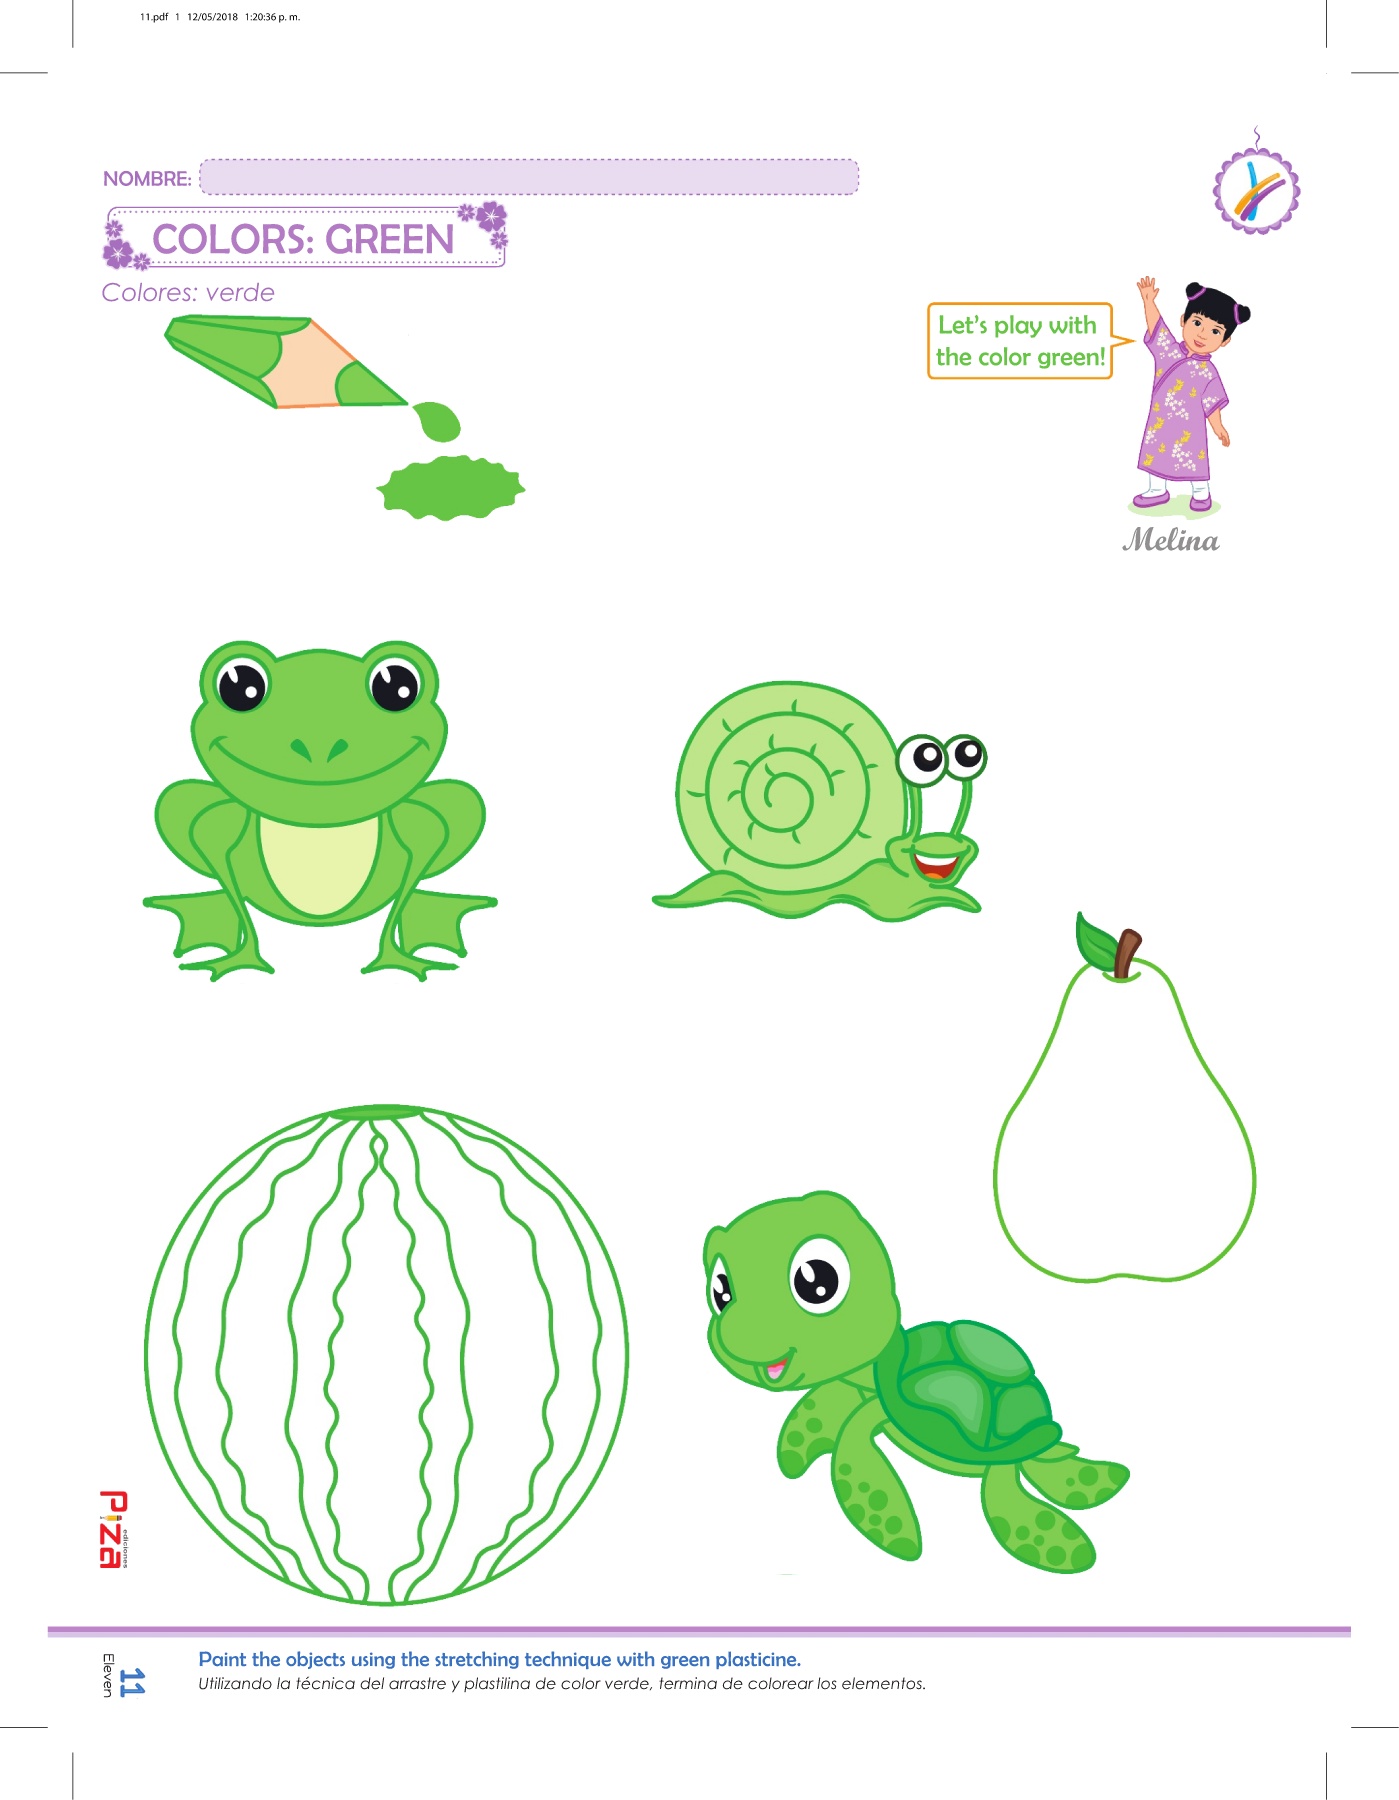 11.pdf 1 12/05/2018 1:20:36 p. m.
NOMBRE:
COLORS: GREEN
Colores: verde
Let's play with
the color green!
Melina
Piza
ediciones
11
Eleven
Paint the objects using the stretching technique with green plasticine.
Utilizando la técnica del arrastre y plastilina de color verde, termina de colorear los elementos.